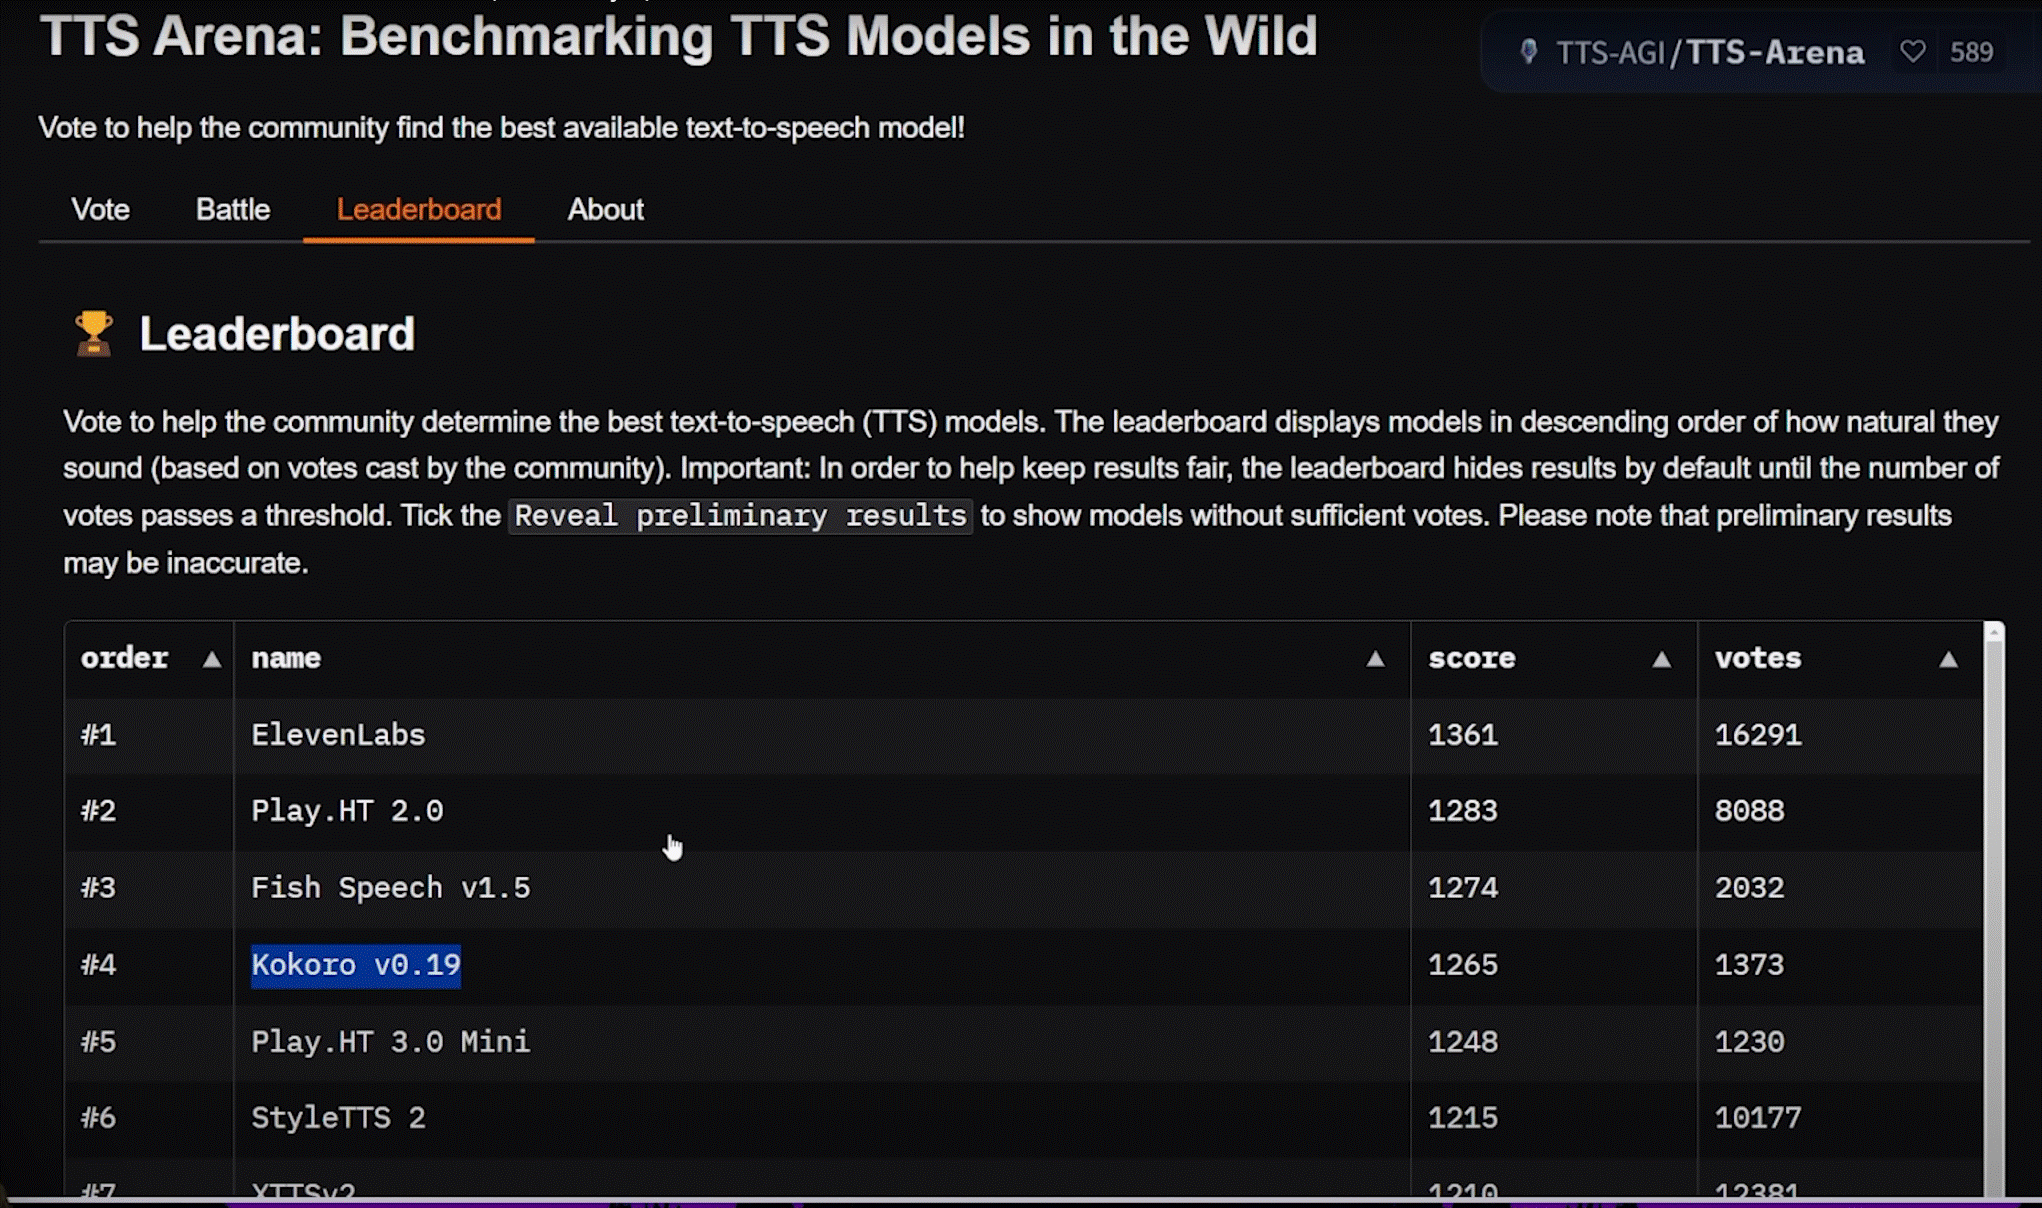 TTS Arena: Benchmarking TTS Models in the Wild
TTS-AGI/TTS-Arena 589
Vote to help the community find the best available text-to-speech model!
Vote Battle Leaderboard About
Leaderboard
Vote to help the community determine the best text-to-speech (TTS) models. The leaderboard displays models in descending order of how natural they
sound (based on votes cast by the community). Important: In order to help keep results fair, the leaderboard hides results by default until the number of
votes passes a threshold. Tick the Reveal preliminary results to show models without sufficient votes. Please note that preliminary results
may be inaccurate.
order name score votes
#1 ElevenLabs 1361 16291
#2 Play.HT 2.0 1283 8088
#3 Fish Speech v1.5 1274 2032
#4 Kokoro v0.19 1265 1373
#5 Play.HT 3.0 Mini 1248 1230
#6 StyleTTS 2 1215 10177
#7 XTTSv2 1210 12381